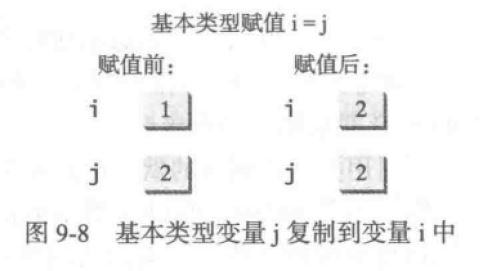 基本类型赋值 i = j
赋值前： 赋值后：
i 1 i 2
j 2 j 2
图 9-8 基本类型变量 j 复制到变量 i 中